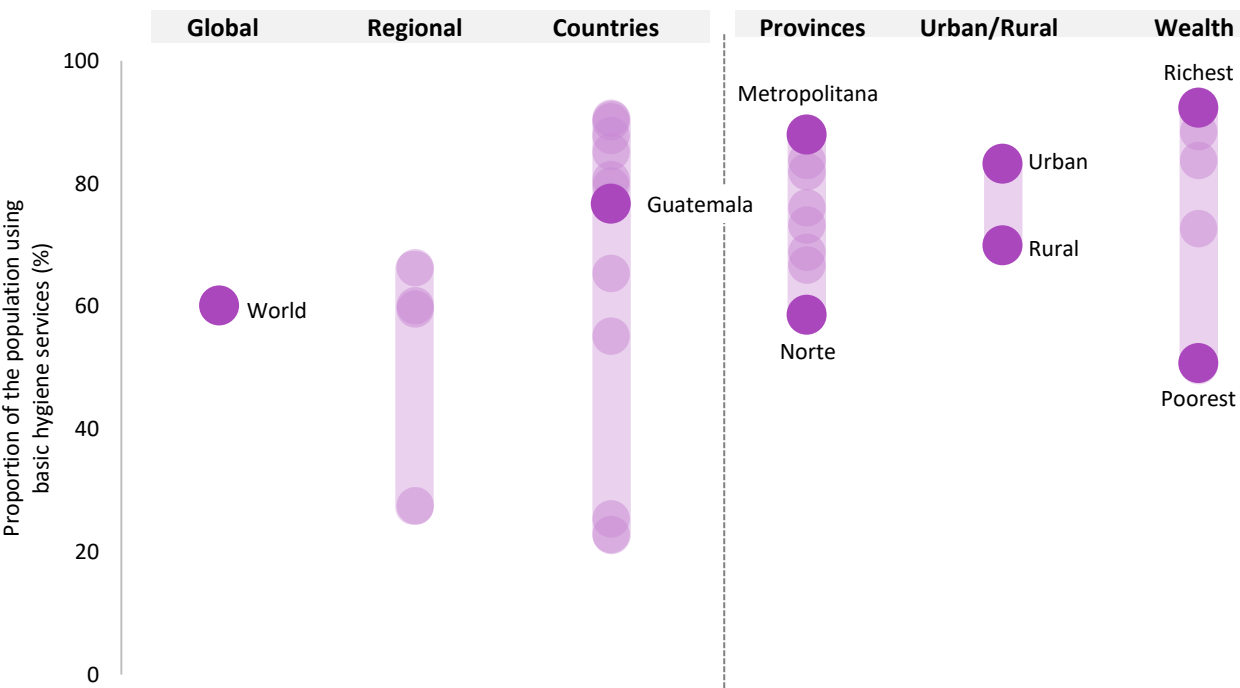 Global Regional Countries Provinces Urban/Rural Wealth
100
80
60
40
20
0
Proportion of the population using
basic hygiene services (%)
World
Guatemala
Metropolitana
Norte
Urban
Rural
Richest
Poorest